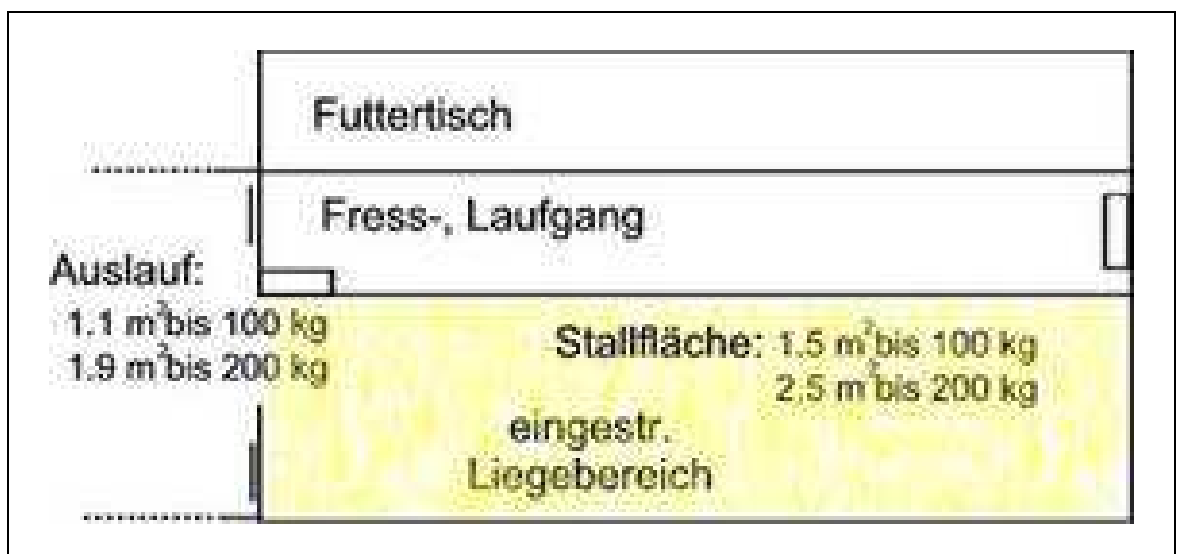 Futtertisch
Fress-, Laufgang
Auslauf:
1.1 m² bis 100 kg
1.9 m² bis 200 kg
Stallfläche: 1.5 m² bis 100 kg
2,5 m² bis 200 kg
eingestr.
Liegebereich